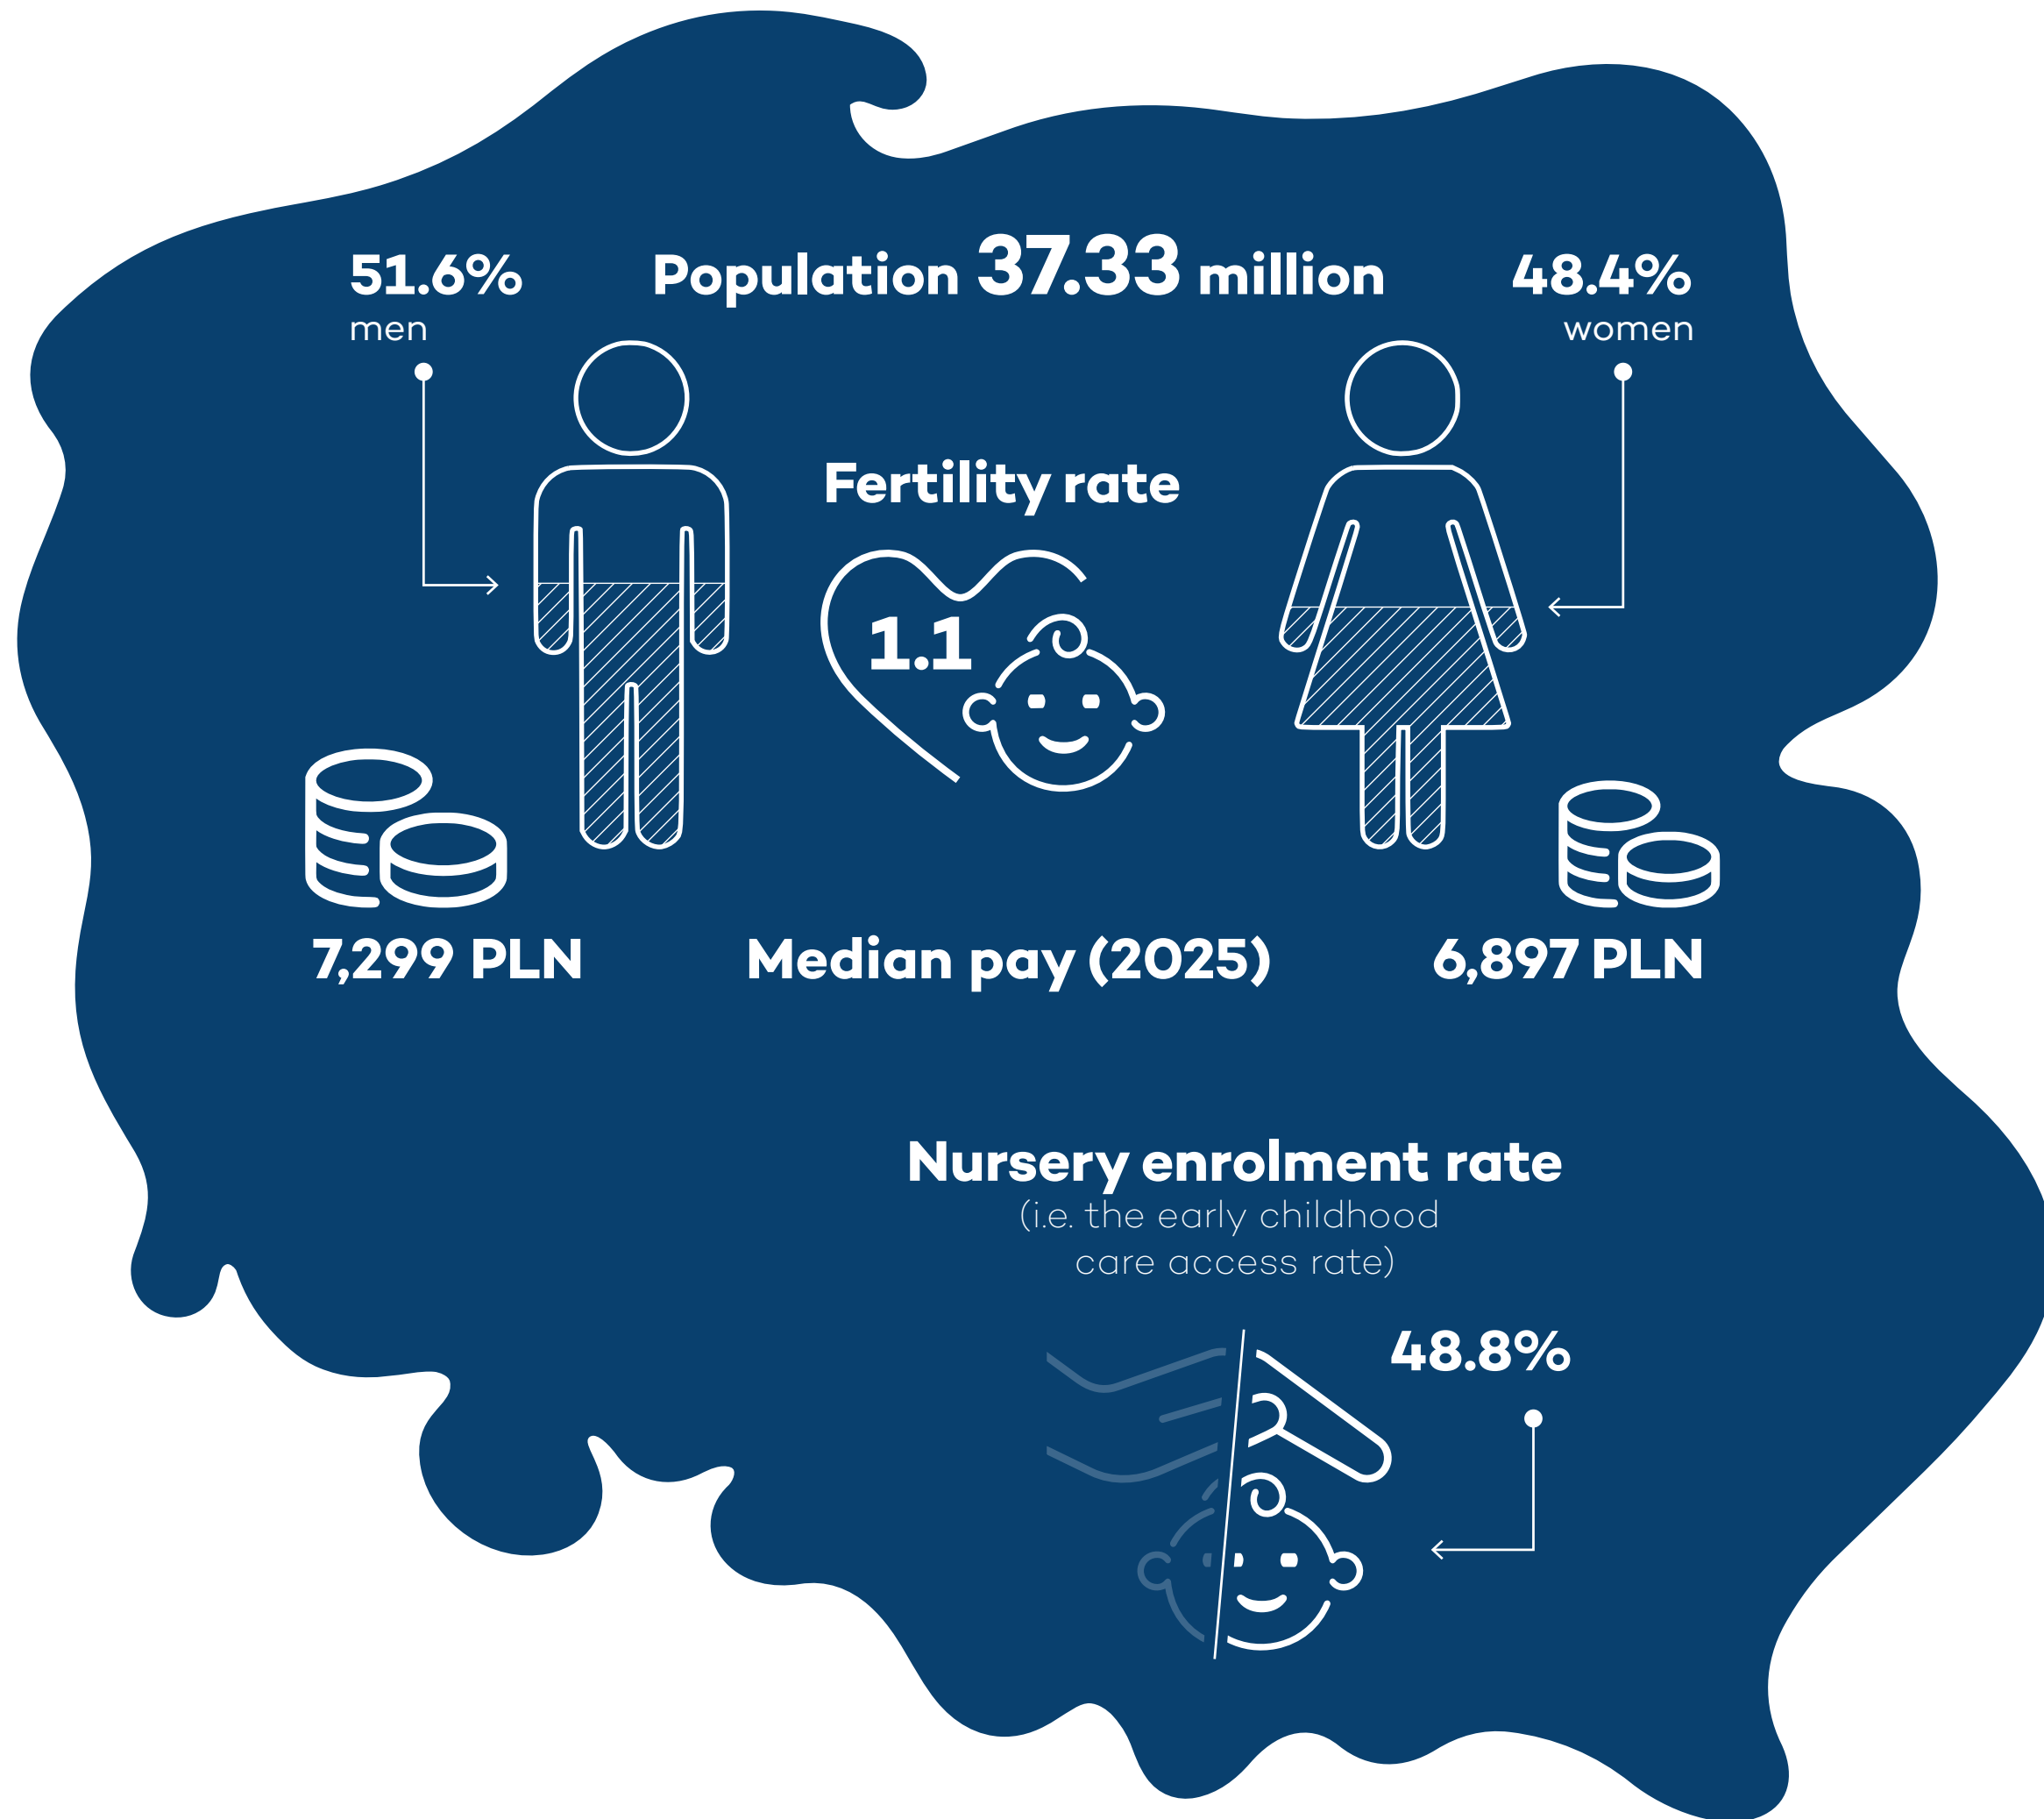 51.6%
men
Population 37.33 million
48.4%
women
Fertility rate
1.1
7,299 PLN
Median pay (2025)
6,897 PLN
Nursery enrolment rate
(i.e. the early childhood
care access rate)
48.8%